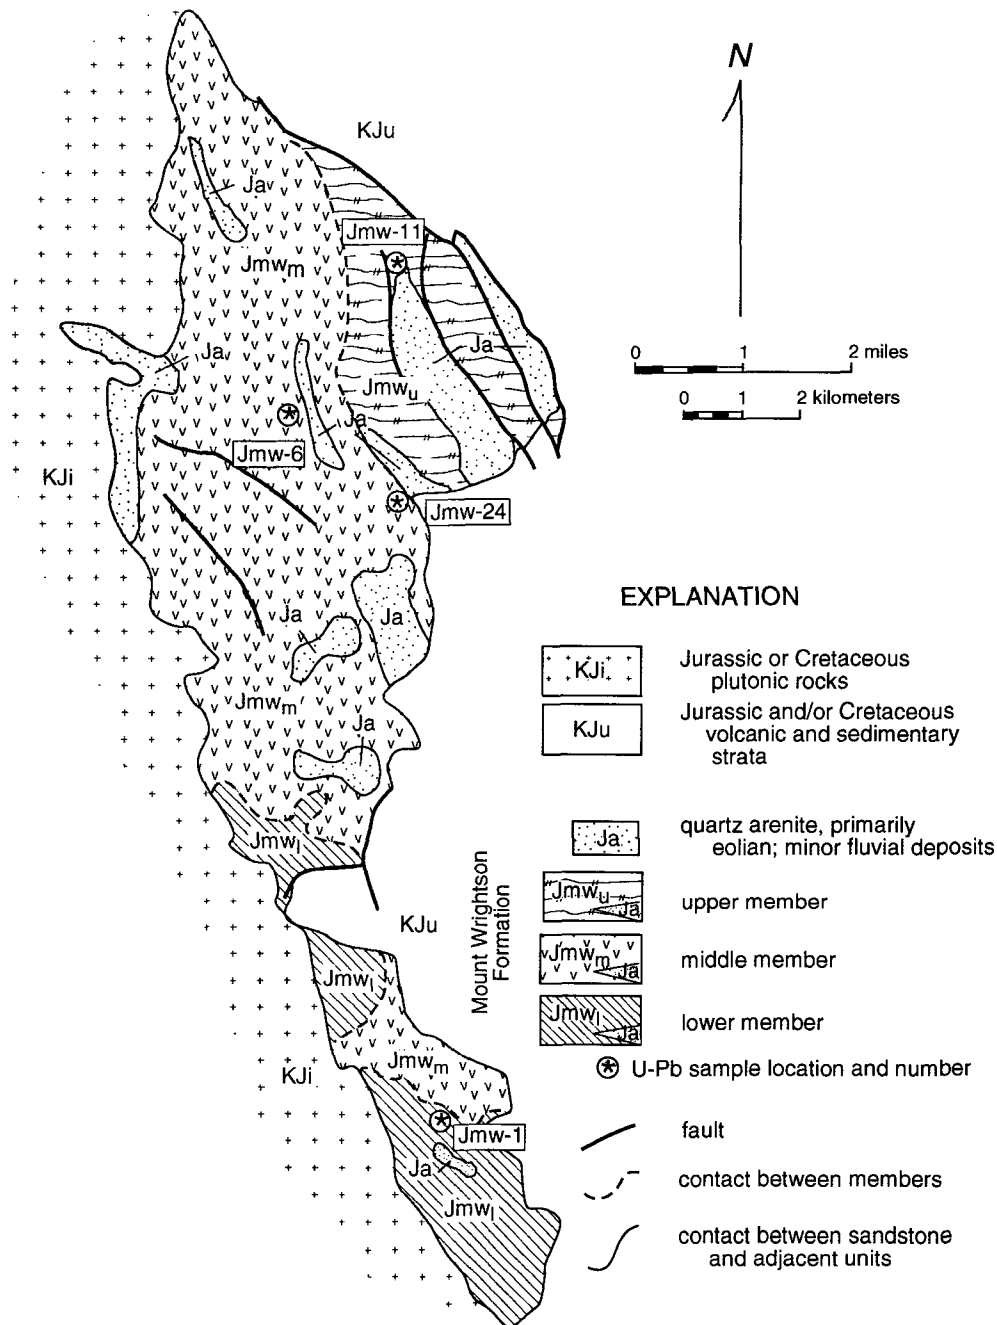 N
KJu
Ja
Jmw-11
Jmwm
0 1 2 miles
Ja
Ja
Jmwu
0 1 2 kilometers
Ja
Jmw-6
KJi
Jmw-24
EXPLANATION
Ja
Ja
KJi
Jurassic or Cretaceous
plutonic rocks
Jmwm
KJu
Jurassic and/or Cretaceous
volcanic and sedimentary
strata
Ja
Ja
quartz arenite, primarily
eolian; minor fluvial deposits
Jmwl
Mount Wrightson
Formation
Jmwu
Ja
upper member
KJu
Jmwm
Ja
middle member
Jmwl
Jmwl
Ja
lower member
Jmwm
KJi
U-Pb sample location and number
Jmw-1
fault
Ja
contact between members
Jmwl
contact between sandstone
and adjacent units